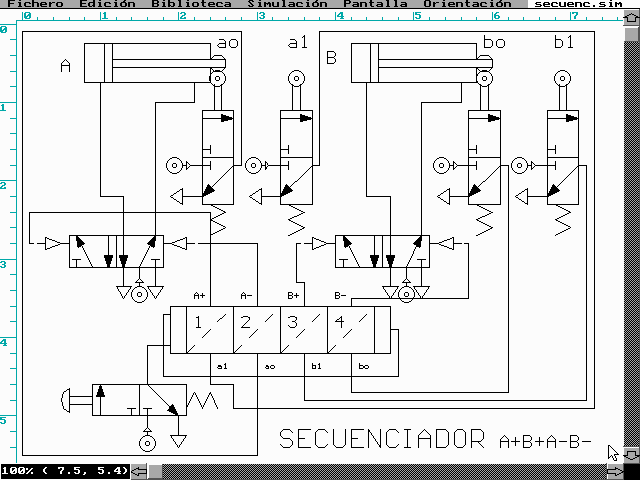 Fichero Edición Biblioteca Simulación Pantalla Orientación secuenc.sim
0 1 2 3 4 5 6 7
0
1
2
3
4
5
ao a1 bo b1
A B
A+ A- B+ B-
1 2 3 4
a1 ao b1 bo
SECUENCIADOR A+B+A-B-
100% ( 7.5, 5.4)